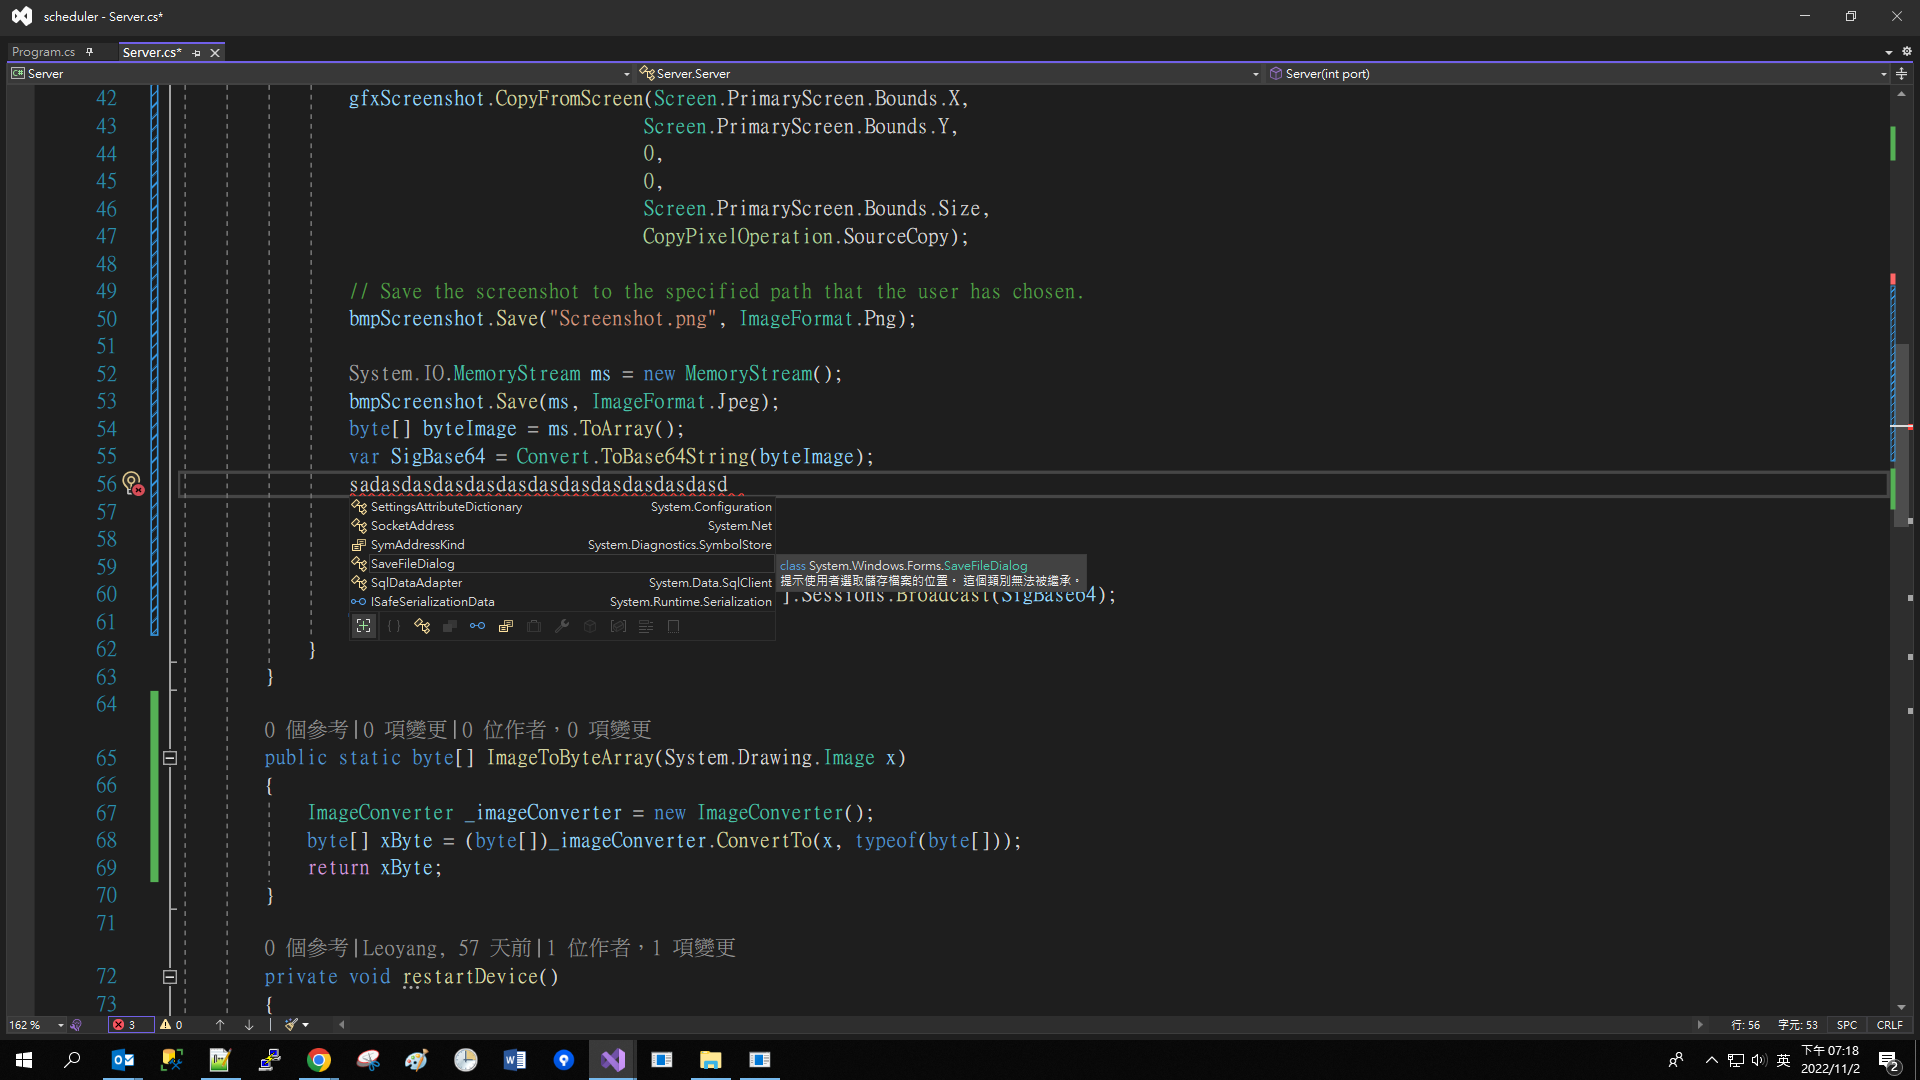 scheduler - Server.cs*
Program.cs
Server.cs*
C# Server
Server.Server
Server(int port)
42 gfxScreenshot.CopyFromScreen(Screen.PrimaryScreen.Bounds.X,
43 Screen.PrimaryScreen.Bounds.Y,
44 0,
45 0,
46 Screen.PrimaryScreen.Bounds.Size,
47 CopyPixelOperation.SourceCopy);
48
49 // Save the screenshot to the specified path that the user has chosen.
50 bmpScreenshot.Save("Screenshot.png", ImageFormat.Png);
51
52 System.IO.MemoryStream ms = new MemoryStream();
53 bmpScreenshot.Save(ms, ImageFormat.Jpeg);
54 byte[] byteImage = ms.ToArray();
55 var SigBase64 = Convert.ToBase64String(byteImage);
56 sadasdasdasdasdasdasdasdasdasdasdasd
57 SettingsAttributeDictionary System.Configuration
SocketAddress System.Net
58 SymAddressKind System.Diagnostics.SymbolStore
59 SaveFileDialog class System.Windows.Forms.SaveFileDialog
SqlDataAdapter System.Data.SqlClient 提示使用者選取儲存檔案的位置。 這個類別無法被繼承。
60 ISafeSerializationData System.Runtime.Serialization ].Sessions.Broadcast(SigBase64);
61
62 }
63 }
64
0 個參考|0 項變更|0 位作者，0 項變更
65 public static byte[] ImageToByteArray(System.Drawing.Image x)
66 {
67 ImageConverter _imageConverter = new ImageConverter();
68 byte[] xByte = (byte[])_imageConverter.ConvertTo(x, typeof(byte[]));
69 return xByte;
70 }
71
0 個參考|Leoyang, 57 天前|1 位作者，1 項變更
72 private void restartDevice()
73 {
162 % 3 0 行: 56 字元: 53 SPC CRLF
英 下午 07:18
2022/11/2 2